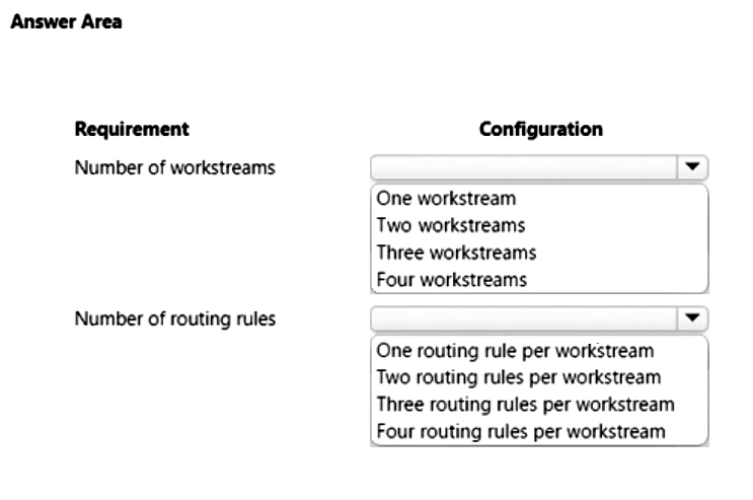 Answer Area
Requirement Configuration
Number of workstreams
One workstream
Two workstreams
Three workstreams
Four workstreams
Number of routing rules
One routing rule per workstream
Two routing rules per workstream
Three routing rules per workstream
Four routing rules per workstream